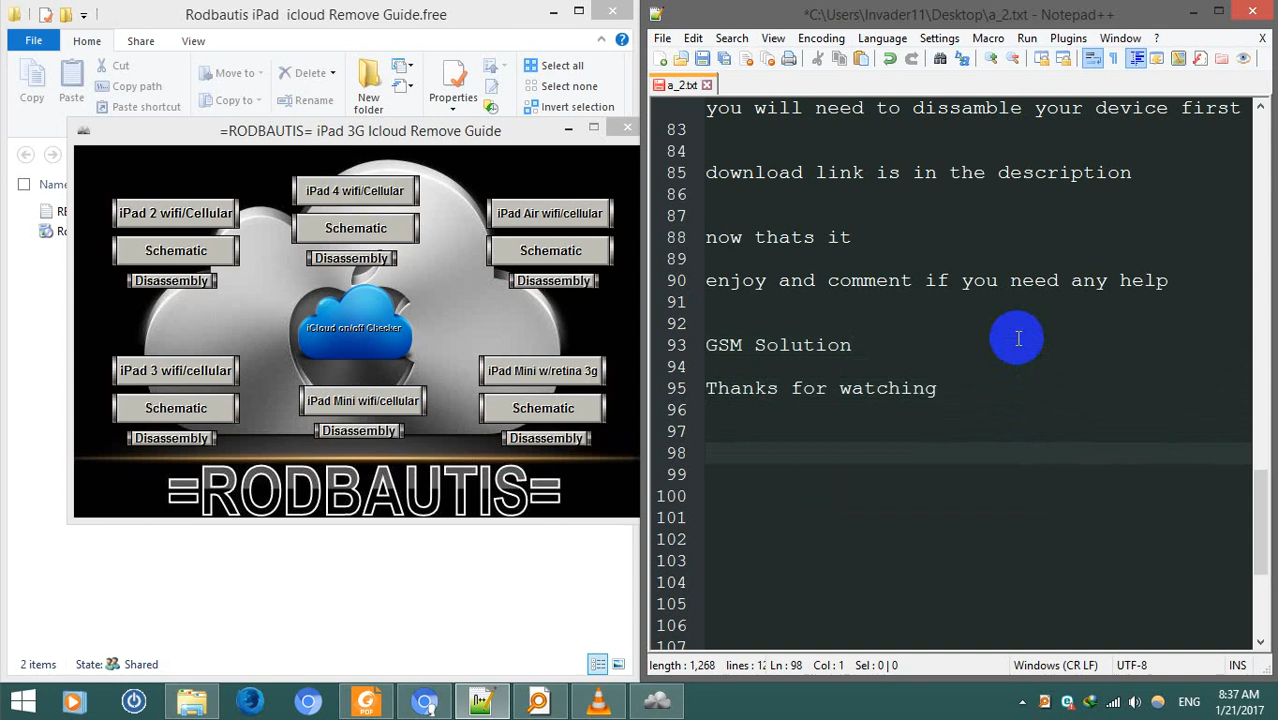 Rodbautis iPad icloud Remove Guide.free
File Home Share View
Copy
Paste
Cut
Copy path
Paste shortcut
Move to
Copy to
Delete
Rename
New folder
Properties
Select all
Invert selection
Name
=RODBAUTIS= iPad 3G Icloud Remove Guide
iPad 2 wifi/Cellular
Schematic
Disassembly
iPad 4 wifi/Cellular
Schematic
Disassembly
iPad Air wifi/cellular
Schematic
Disassembly
iCloud on/off Checker
iPad 3 wifi/cellular
Schematic
Disassembly
iPad Mini wifi/cellular
Disassembly
iPad Mini w/retina 3g
Schematic
Disassembly
=RODBAUTIS=
2 items State: Shared
*C:\Users\Invader11\Desktop\a_2.txt - Notepad++
File Edit Search View Encoding Language Settings Macro Run Plugins Window ? X
a_2.txt
you will need to dissamble your device first
83
84
85 download link is in the description
86
87
88 now thats it
89
90 enjoy and comment if you need any help
91
92
93 GSM Solution
94
95 Thanks for watching
96
97
98
99
100
101
102
103
104
105
106
107
length : 1,268 lines : 12 Ln : 98 Col : 1 Sel : 0 | 0 Windows (CR LF) UTF-8 INS
ENG
8:37 AM
1/21/2017